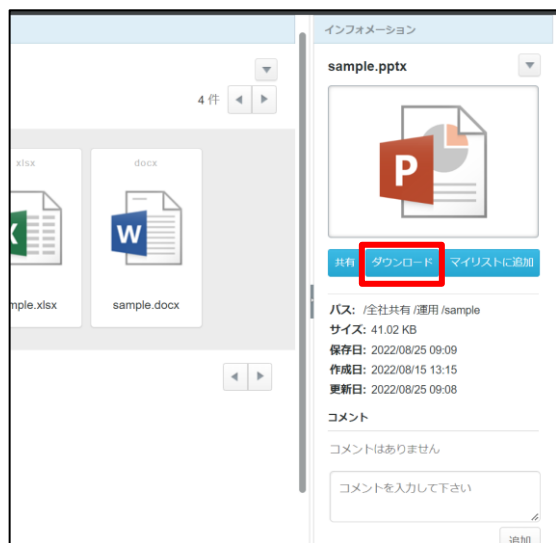 インフォメーション
sample.pptx
4 件
xlsx
docx
X
W
P
mple.xlsx
sample.docx
共有
ダウンロード
マイリストに追加
パス: /全社共有 /運用 /sample
サイズ: 41.02 KB
保存日: 2022/08/25 09:09
作成日: 2022/08/15 13:15
更新日: 2022/08/25 09:08
コメント
コメントはありません
コメントを入力して下さい
追加